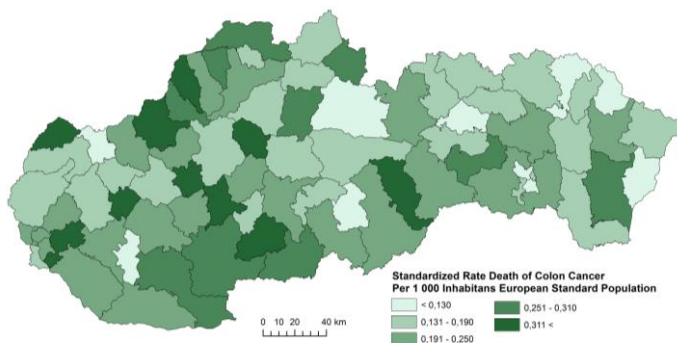 Standardized Rate Death of Colon Cancer
Per 1 000 Inhabitans European Standard Population
< 0,130
0,131 - 0,190
0,191 - 0,250
0,251 - 0,310
0,311 <
0 10 20 40 km